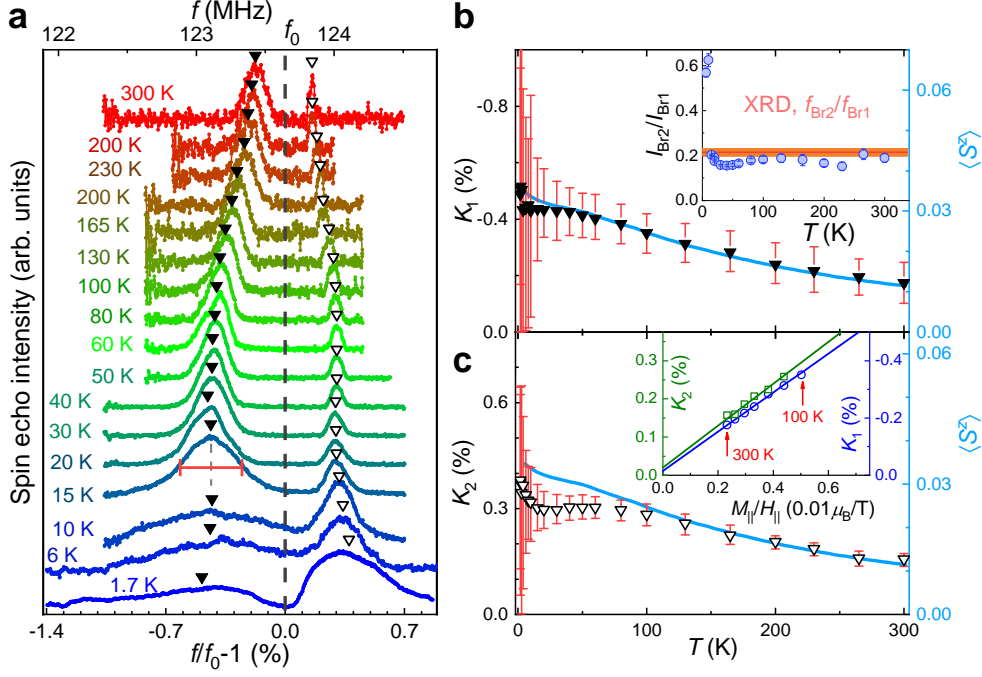 a
f (MHz)
122
123
f0
124
300 K
200 K
230 K
200 K
165 K
130 K
100 K
80 K
60 K
50 K
40 K
30 K
20 K
15 K
10 K
6 K
1.7 K
Spin echo intensity (arb. units)
-1.4
-0.7
0.0
0.7
f/f0-1 (%)
b
-0.8
-0.4
0.0
K1 (%)
0.06
0.03
0.00
⟨Sz⟩
0.6
0.4
0.2
0.0
IBr2/IBr1
XRD, fBr2/fBr1
0
100
200
300
T (K)
c
0.6
0.3
0.0
K2 (%)
0.06
0.03
0.00
⟨Sz⟩
0
100
200
300
T (K)
0.3
0.2
0.1
0.0
K2 (%)
-0.4
-0.2
0.0
K1 (%)
100 K
300 K
0.0
0.2
0.4
0.6
M||/H|| (0.01μB/T)